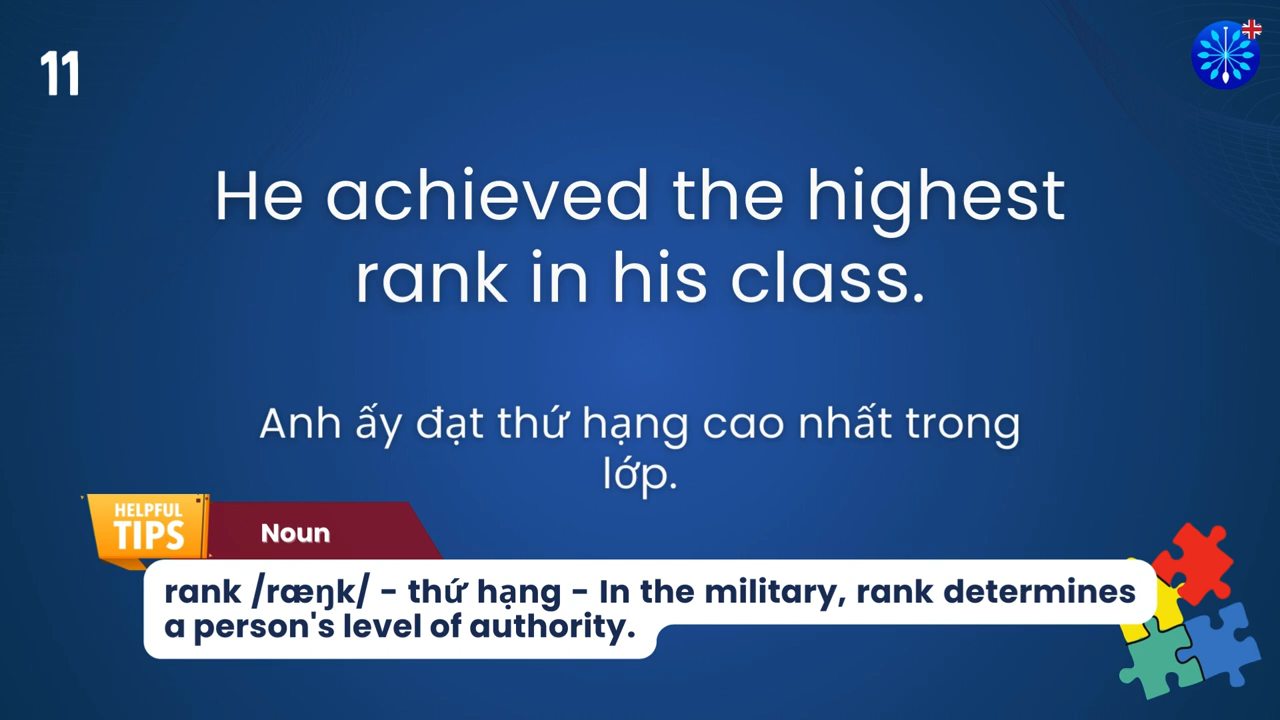 11
He achieved the highest
rank in his class.
Anh ấy đạt thứ hạng cao nhất trong
lớp.
HELPFUL
TIPS
Noun
rank /ræŋk/ - thứ hạng - In the military, rank determines
a person's level of authority.